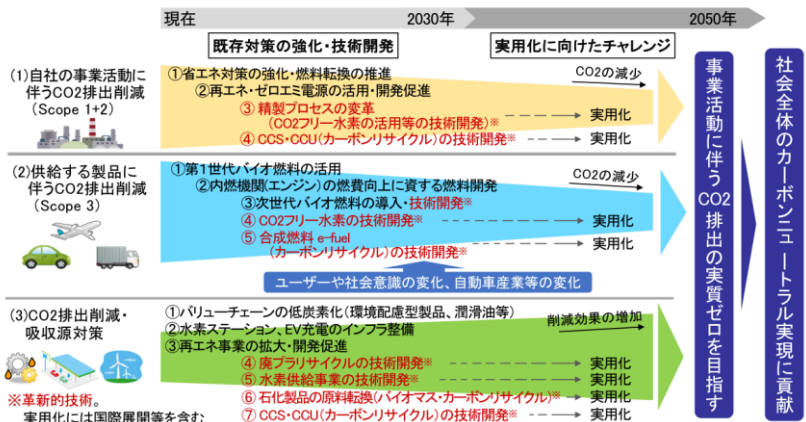 現在
2030年
2050年
既存対策の強化・技術開発
実用化に向けたチャレンジ
(1)自社の事業活動に
伴うCO2排出削減
(Scope 1+2)
①省エネ対策の強化・燃料転換の推進
CO2の減少
②再エネ・ゼロエミ電源の活用・開発促進
③ 精製プロセスの変革
(CO2フリー水素の活用等の技術開発)※
実用化
④ CCS・CCU(カーボンリサイクル)の技術開発※
実用化
(2)供給する製品に
伴うCO2排出削減
(Scope 3)
①第1世代バイオ燃料の活用
CO2の減少
②内燃機関(エンジン)の燃費向上に資する燃料開発
③次世代バイオ燃料の導入・技術開発※
④ CO2フリー水素の技術開発※
実用化
⑤ 合成燃料 e-fuel
(カーボンリサイクル)の技術開発※
実用化
ユーザーや社会意識の変化、自動車産業等の変化
(3)CO2排出削減・
吸収源対策
①バリューチェーンの低炭素化(環境配慮型製品、潤滑油等)
削減効果の増加
②水素ステーション、EV充電のインフラ整備
③再エネ事業の拡大・開発促進
④ 廃プラリサイクルの技術開発※
実用化
⑤ 水素供給事業の技術開発※
実用化
⑥ 石化製品の原料転換(バイオマス・カーボンリサイクル)※
実用化
⑦ CCS・CCU(カーボンリサイクル)の技術開発※
実用化
※革新的技術。
実用化には国際展開等を含む
事業活動に伴うCO2排出の実質ゼロを目指す
社会全体のカーボンニュートラル実現に貢献